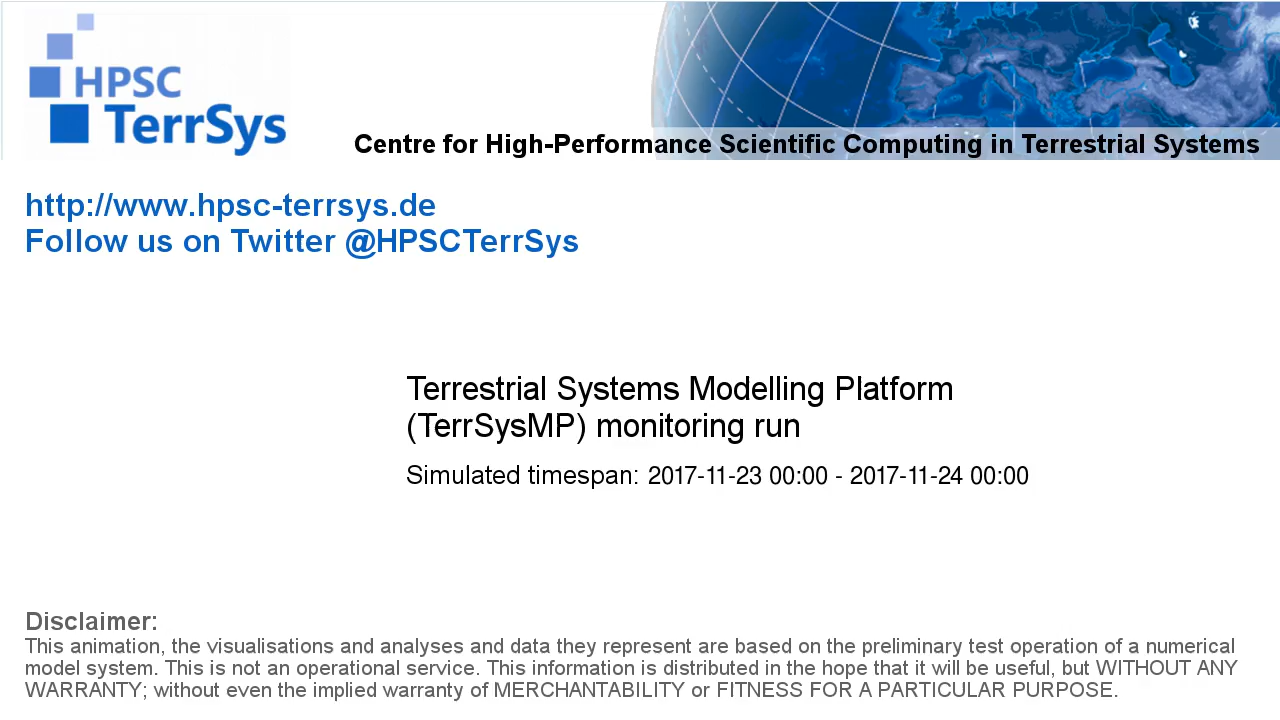 HPSC
TerrSys
Centre for High-Performance Scientific Computing in Terrestrial Systems
http://www.hpsc-terrsys.de
Follow us on Twitter @HPSCTerrSys
Terrestrial Systems Modelling Platform
(TerrSysMP) monitoring run
Simulated timespan: 2017-11-23 00:00 - 2017-11-24 00:00
Disclaimer:
This animation, the visualisations and analyses and data they represent are based on the preliminary test operation of a numerical
model system. This is not an operational service. This information is distributed in the hope that it will be useful, but WITHOUT ANY
WARRANTY; without even the implied warranty of MERCHANTABILITY or FITNESS FOR A PARTICULAR PURPOSE.